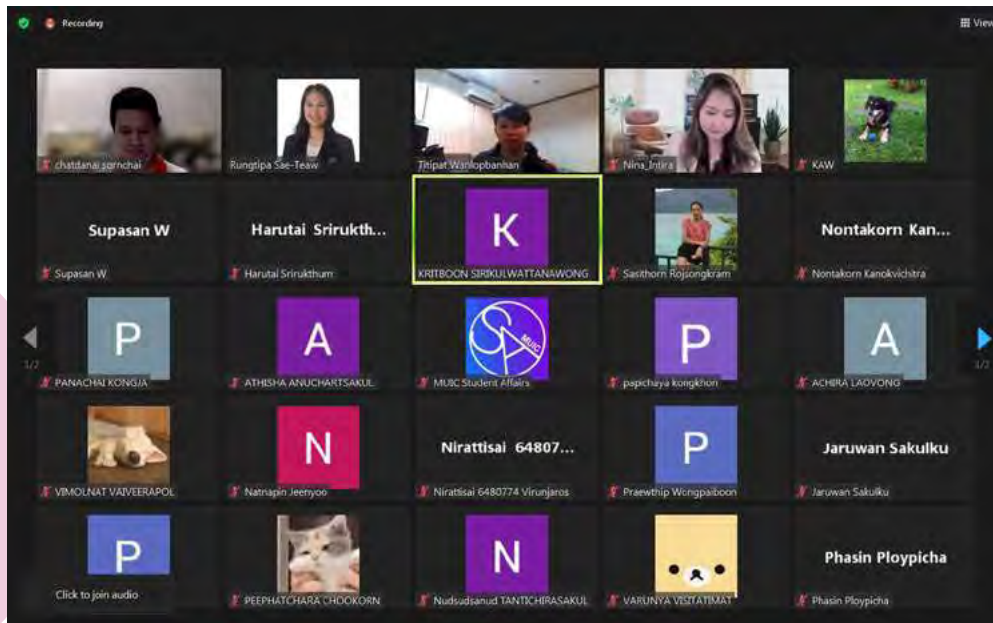 Recording
View
chatdanai sornchai
Rungtipa Sae-Teaw
Titipat Wanlopbanhan
Nina_Intira
KAW
Supasan W
Harutai Srirukth...
K
Nontakorn Kan...
Supasan W
Harutai Srirukthum
KRITBOON SIRIKULWATTANAWONG
Sasithorn Rojsongkram
Nontakorn Kanokvichitra
P
A
SA
MUIC
P
A
1/2
1/2
PANACHAI KONGJA
ATHISHA ANUCHARTSAKUL
MUIC Student Affairs
papichaya kongkhon
ACHIRA LAOVONG
N
Nirattisai 64807...
P
Jaruwan Sakulku
VIMOLNAT VAIVEERAPOL
Natnapin Jeenyoo
Nirattisai 6480774 Virunjaros
Praewthip Wongpaiboon
Jaruwan Sakulku
P
N
Phasin Ploypicha
Click to join audio
PEEPHATCHARA CHOOKORN
Nudsudsanud TANTICHIRASAKUL
VARUNYA VISITATIMAT
Phasin Ploypicha